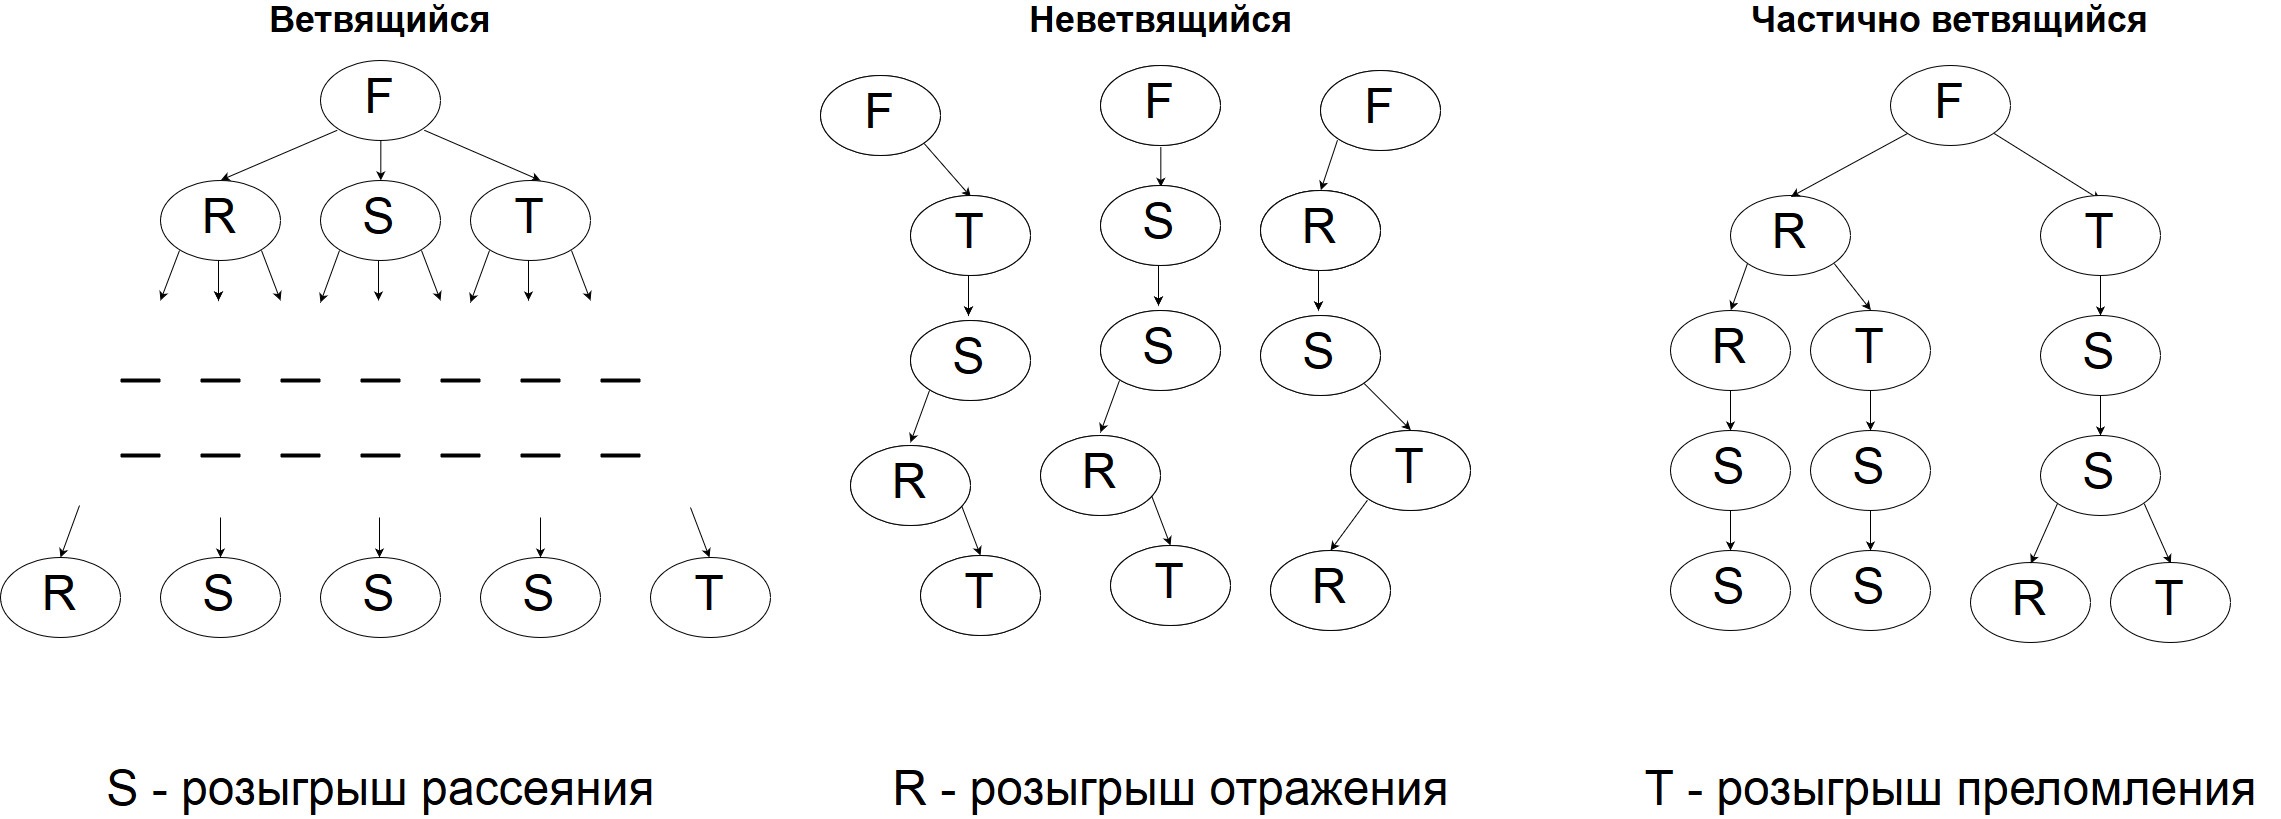 Ветвящийся
Неветвящийся
Частично ветвящийся
F
R S T
R S S S T
F F F
T S R
S S S
R R T
T T R
F
R T
R T S
S S S
S S R T
S - розыгрыш рассеяния
R - розыгрыш отражения
T - розыгрыш преломления